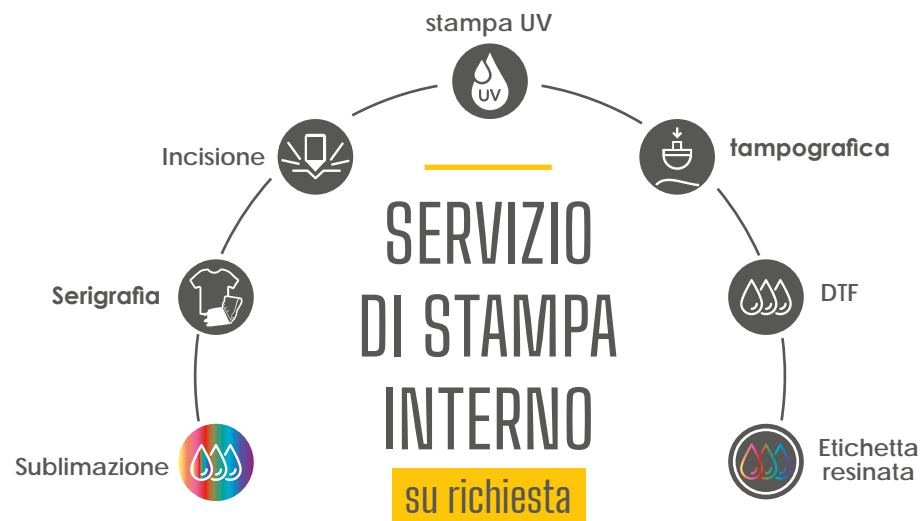 stampa UV
UV
Incisione
tampografica
Serigrafia
DTF
Sublimazione
Etichetta
resinata
SERVIZIO
DI STAMPA
INTERNO
su richiesta